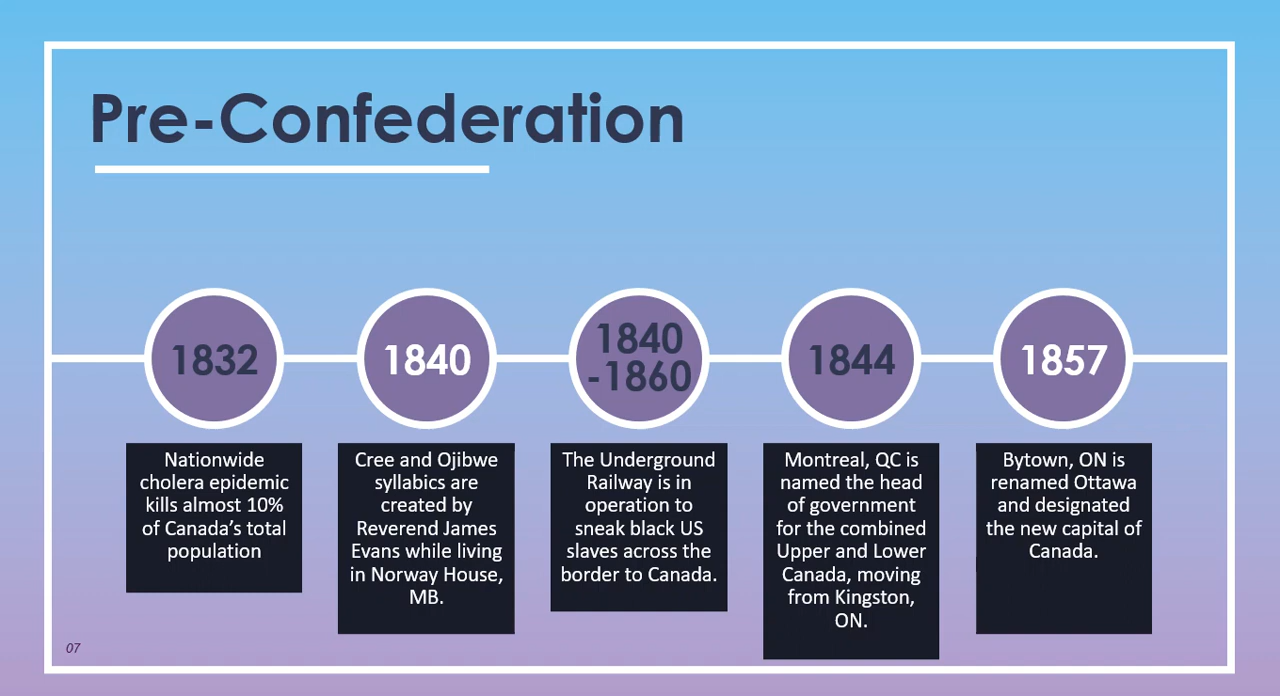 Pre-Confederation
1832
1840
1840
-1860
1844
1857
Nationwide
cholera epidemic
kills almost 10%
of Canada's total
population
Cree and Ojibwe
syllabics are
created by
Reverend James
Evans while living
in Norway House,
MB.
The Underground
Railway is in
operation to
sneak black US
slaves across the
border to Canada.
Montreal, QC is
named the head
of government
for the combined
Upper and Lower
Canada, moving
from Kingston,
ON.
Bytown, ON is
renamed Ottawa
and designated
the new capital of
Canada.
07